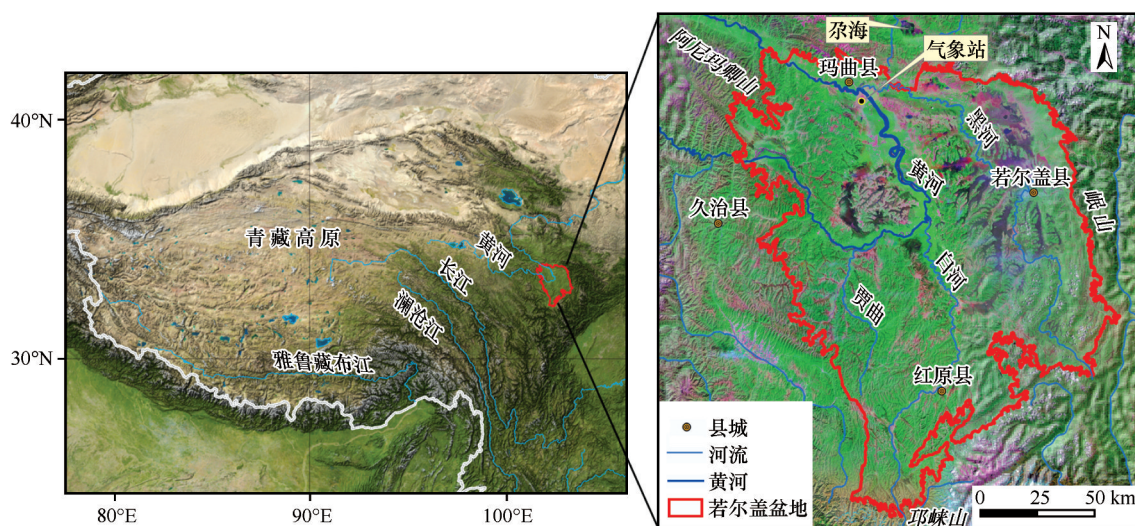 40°N
30°N
80°E
90°E
100°E
青藏高原
黄河
长江
澜沧江
雅鲁藏布江
尕海
气象站
N
阿尼玛卿山
玛曲县
黑河
黄河
若尔盖县
岷山
久治县
白河
贾曲
红原县
邛崃山
县城
河流
黄河
若尔盖盆地
0 25 50 km